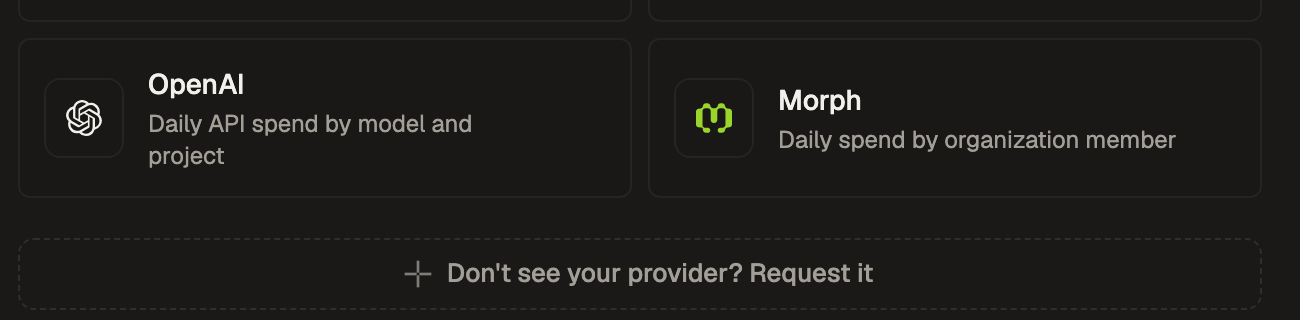 OpenAI
Daily API spend by model and
project
Morph
Daily spend by organization member
Don't see your provider? Request it